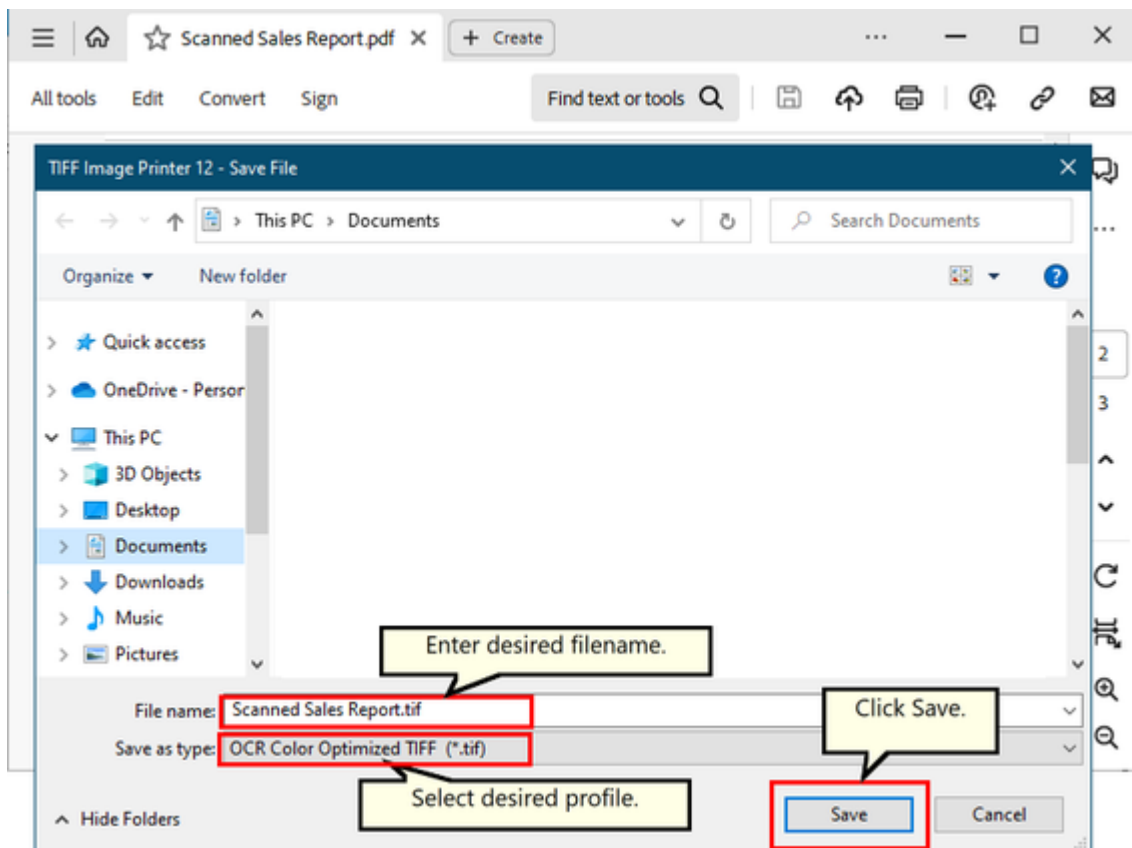 Scanned Sales Report.pdf
+ Create
All tools Edit Convert Sign Find text or tools
TIFF Image Printer 12 - Save File
This PC > Documents
Search Documents
Organize
New folder
Quick access
OneDrive - Person
This PC
3D Objects
Desktop
Documents
Downloads
Music
Pictures
2
3
Enter desired filename.
File name: Scanned Sales Report.tif
Click Save.
Save as type: OCR Color Optimized TIFF (*.tif)
Select desired profile.
Hide Folders
Save
Cancel